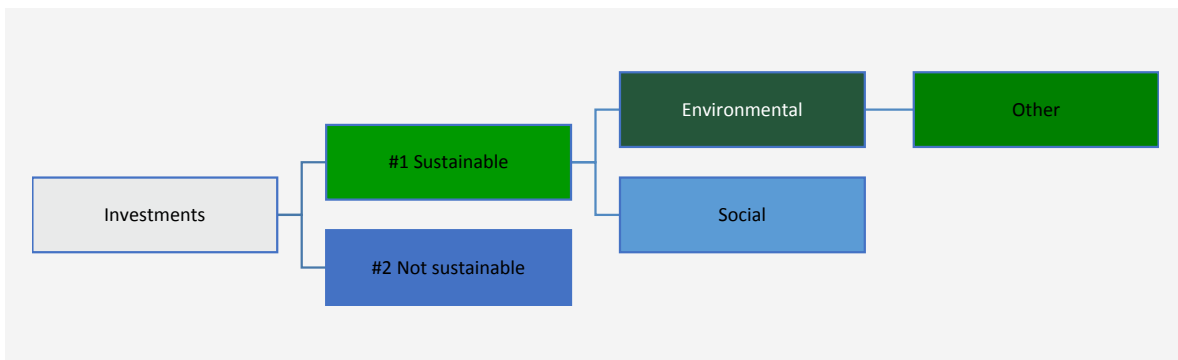 Investments
#1 Sustainable
#2 Not sustainable
Environmental
Social
Other